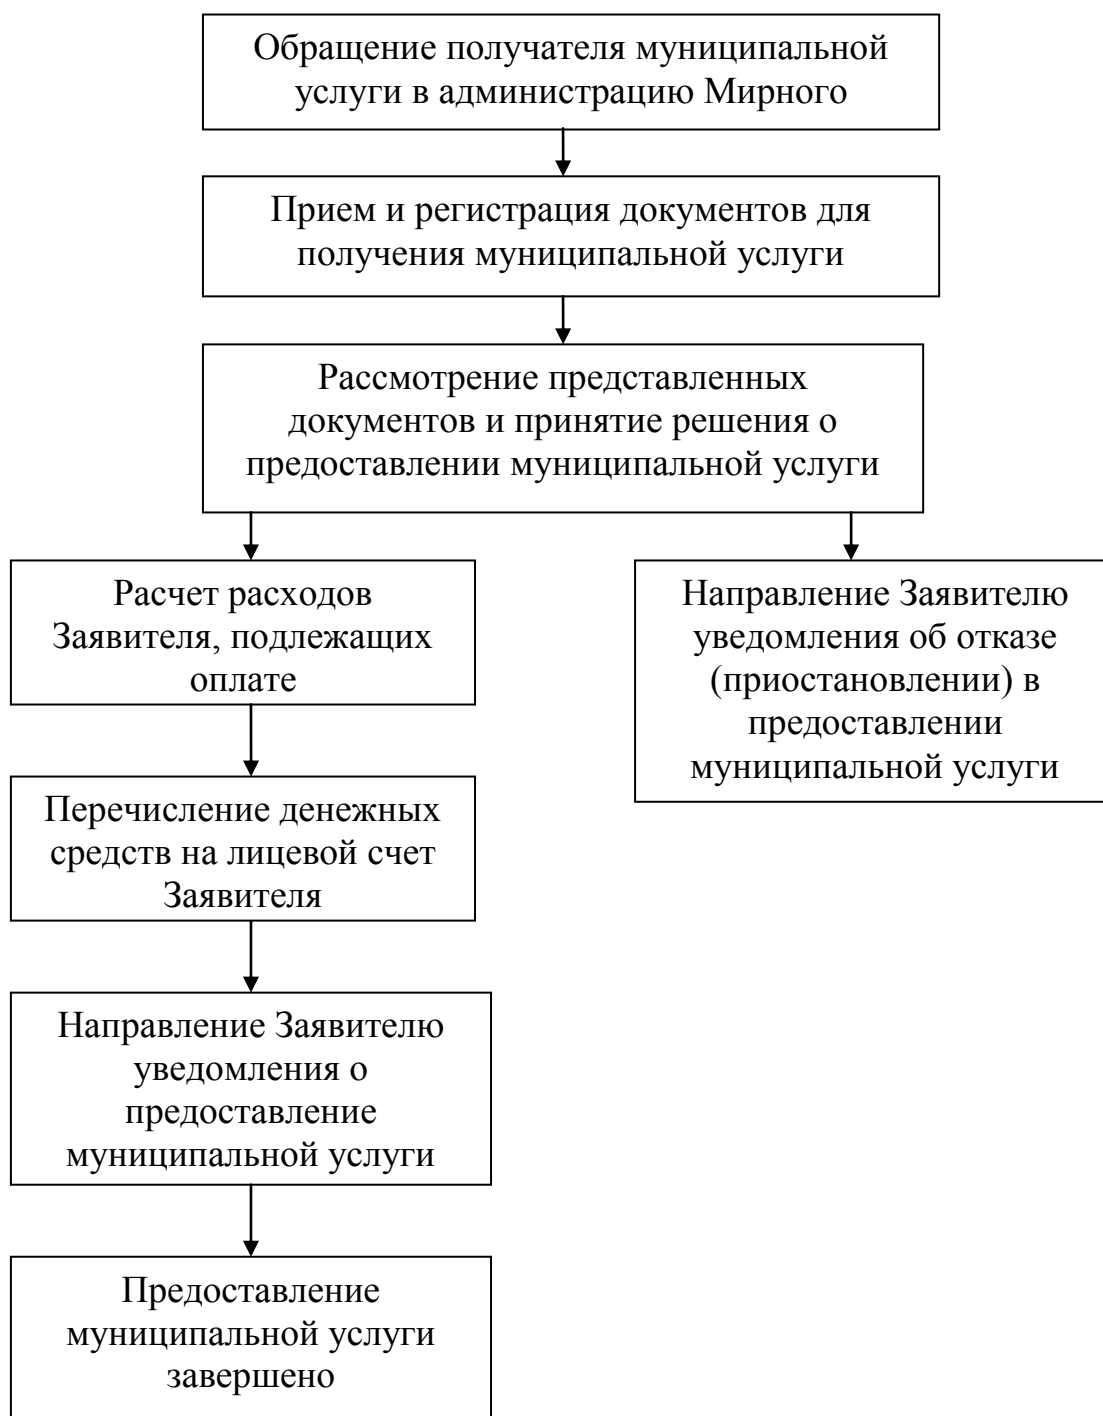 Обращение получателя муниципальной
услуги в администрацию Мирного
Прием и регистрация документов для
получения муниципальной услуги
Рассмотрение представленных
документов и принятие решения о
предоставлении муниципальной услуги
Расчет расходов
Заявителя, подлежащих
оплате
Направление Заявителю
уведомления об отказе
(приостановлении) в
предоставлении
муниципальной услуги
Перечисление денежных
средств на лицевой счет
Заявителя
Направление Заявителю
уведомления о
предоставление
муниципальной услуги
Предоставление
муниципальной услуги
завершено